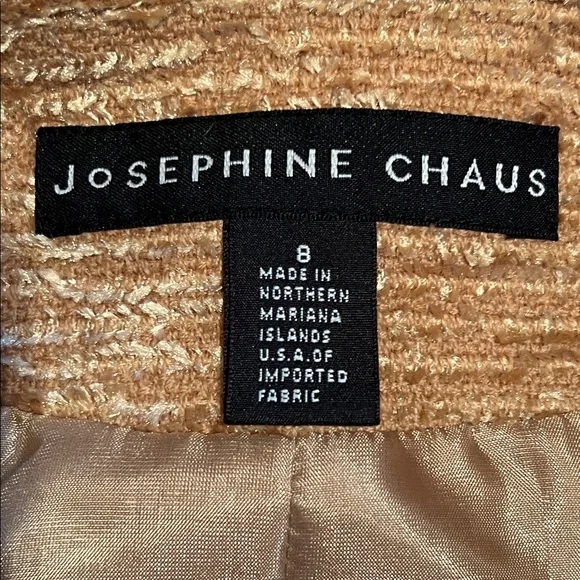 JoSEPHINE CHAUS
8
MADE IN
NORTHERN
MARIANA
ISLANDS
U.S.A.OF
IMPORTED
FABRIC